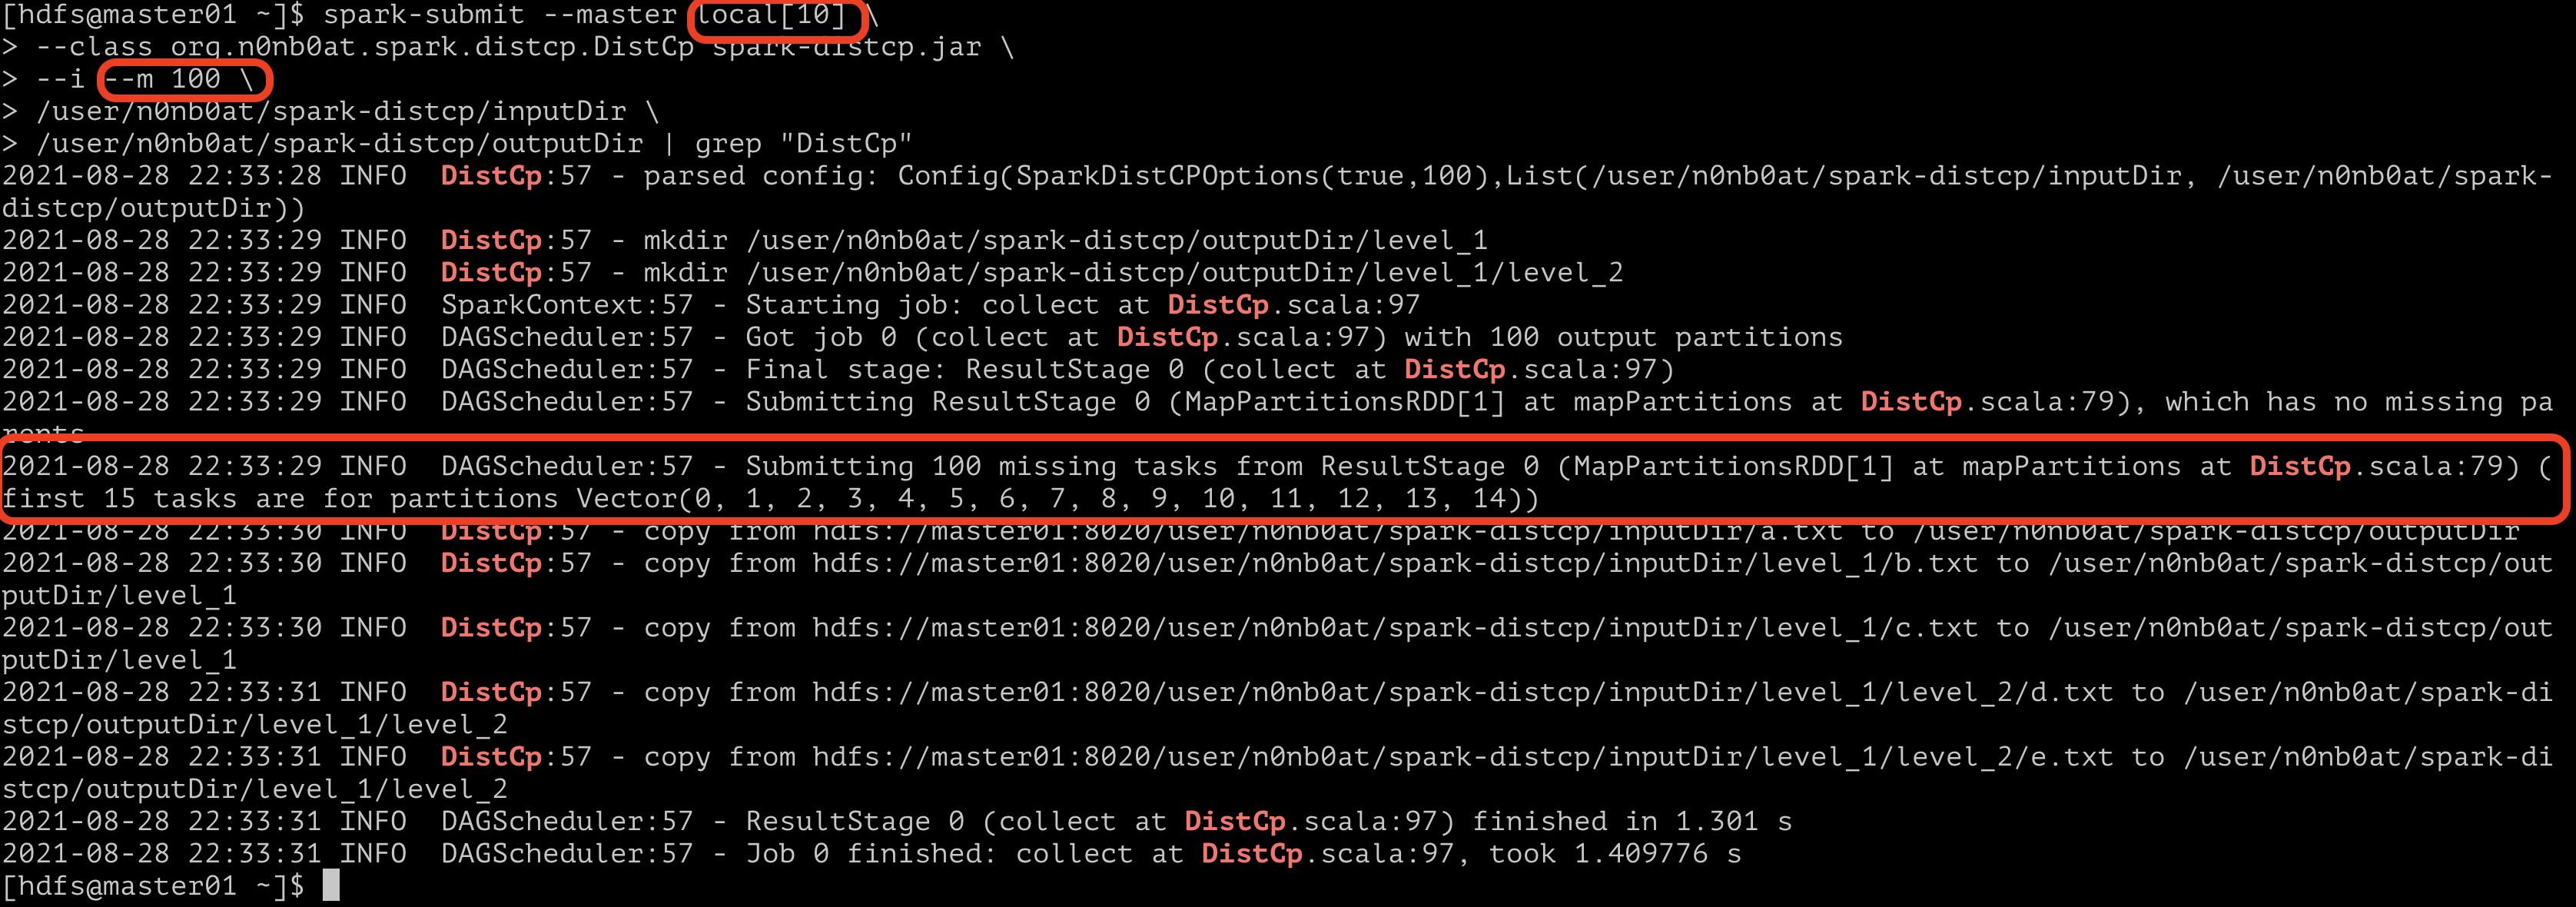 [hdfs@master01 ~]$ spark-submit --master local[10] \
> --class org.n0nb0at.spark.distcp.DistCp spark-distcp.jar \
> --i --m 100 \
> /user/n0nb0at/spark-distcp/inputDir \
> /user/n0nb0at/spark-distcp/outputDir | grep "DistCp"
2021-08-28 22:33:28 INFO  DistCp:57 - parsed config: Config(SparkDistCPOptions(true,100),List(/user/n0nb0at/spark-distcp/inputDir, /user/n0nb0at/spark-
distcp/outputDir))
2021-08-28 22:33:29 INFO  DistCp:57 - mkdir /user/n0nb0at/spark-distcp/outputDir/level_1
2021-08-28 22:33:29 INFO  DistCp:57 - mkdir /user/n0nb0at/spark-distcp/outputDir/level_1/level_2
2021-08-28 22:33:29 INFO  SparkContext:57 - Starting job: collect at DistCp.scala:97
2021-08-28 22:33:29 INFO  DAGScheduler:57 - Got job 0 (collect at DistCp.scala:97) with 100 output partitions
2021-08-28 22:33:29 INFO  DAGScheduler:57 - Final stage: ResultStage 0 (collect at DistCp.scala:97)
2021-08-28 22:33:29 INFO  DAGScheduler:57 - Submitting ResultStage 0 (MapPartitionsRDD[1] at mapPartitions at DistCp.scala:79), which has no missing pa
rents
2021-08-28 22:33:29 INFO  DAGScheduler:57 - Submitting 100 missing tasks from ResultStage 0 (MapPartitionsRDD[1] at mapPartitions at DistCp.scala:79) (
first 15 tasks are for partitions Vector(0, 1, 2, 3, 4, 5, 6, 7, 8, 9, 10, 11, 12, 13, 14))
2021-08-28 22:33:30 INFO  DistCp:57 - copy from hdfs://master01:8020/user/n0nb0at/spark-distcp/inputDir/a.txt to /user/n0nb0at/spark-distcp/outputDir
2021-08-28 22:33:30 INFO  DistCp:57 - copy from hdfs://master01:8020/user/n0nb0at/spark-distcp/inputDir/level_1/b.txt to /user/n0nb0at/spark-distcp/out
putDir/level_1
2021-08-28 22:33:30 INFO  DistCp:57 - copy from hdfs://master01:8020/user/n0nb0at/spark-distcp/inputDir/level_1/c.txt to /user/n0nb0at/spark-distcp/out
putDir/level_1
2021-08-28 22:33:31 INFO  DistCp:57 - copy from hdfs://master01:8020/user/n0nb0at/spark-distcp/inputDir/level_1/level_2/d.txt to /user/n0nb0at/spark-di
stcp/outputDir/level_1/level_2
2021-08-28 22:33:31 INFO  DistCp:57 - copy from hdfs://master01:8020/user/n0nb0at/spark-distcp/inputDir/level_1/level_2/e.txt to /user/n0nb0at/spark-di
stcp/outputDir/level_1/level_2
2021-08-28 22:33:31 INFO  DAGScheduler:57 - ResultStage 0 (collect at DistCp.scala:97) finished in 1.301 s
2021-08-28 22:33:31 INFO  DAGScheduler:57 - Job 0 finished: collect at DistCp.scala:97, took 1.409776 s
[hdfs@master01 ~]$